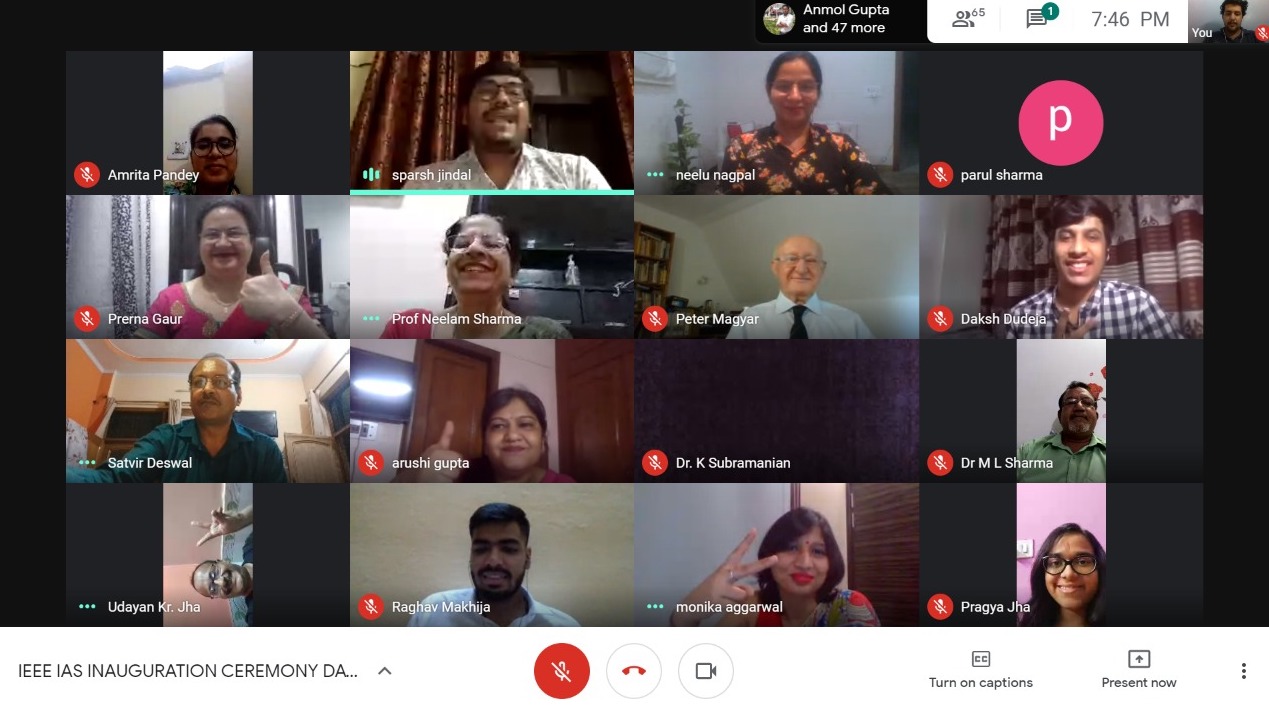 Anmol Gupta
and 47 more
65
1
7:46 PM
You
Amrita Pandey
sparsh jindal
neelu nagpal
p
parul sharma
Prerna Gaur
Prof Neelam Sharma
Peter Magyar
Daksh Dudeja
Satvir Deswal
arushi gupta
Dr. K Subramanian
Dr M L Sharma
Udayan Kr. Jha
Raghav Makhija
monika aggarwal
Pragya Jha
IEEE IAS INAUGURATION CEREMONY DA...
CC
Turn on captions
Present now